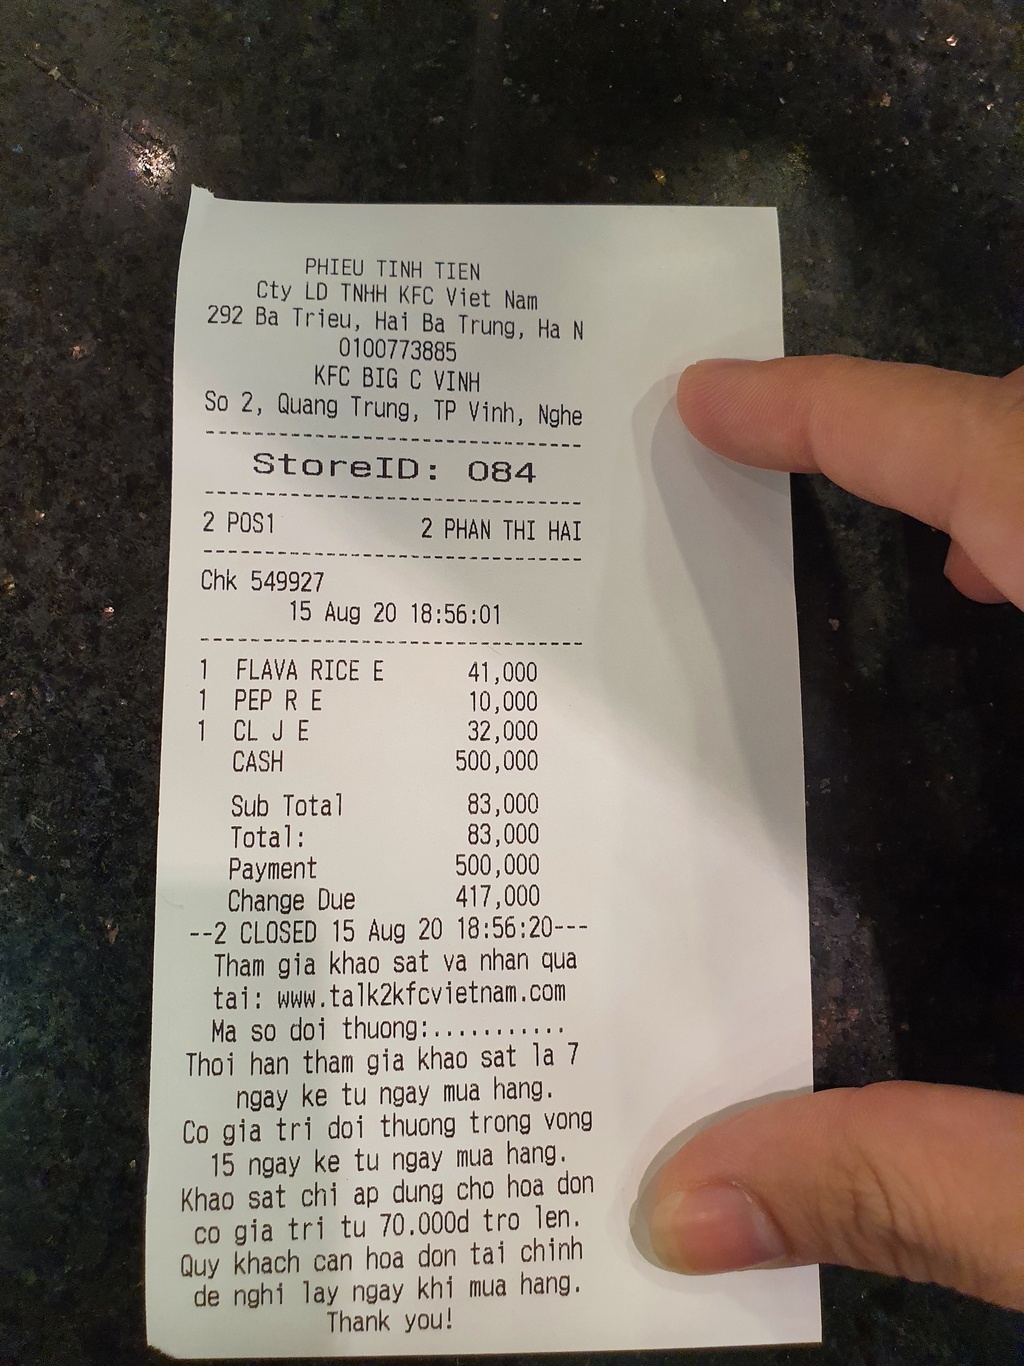 PHIEU TINH TIEN
Cty LD TNHH KFC Viet Nam
292 Ba Trieu, Hai Ba Trung, Ha N
0100773885
KFC BIG C VINH
So 2, Quang Trung, TP Vinh, Nghe
--------------------------------
StoreID: 084
--------------------------------
2 POS1 2 PHAN THI HAI
--------------------------------
Chk 549927
15 Aug 20 18:56:01
--------------------------------
1 FLAVA RICE E 41,000
1 PEP R E 10,000
1 CL J E 32,000
CASH 500,000
Sub Total 83,000
Total: 83,000
Payment 500,000
Change Due 417,000
--2 CLOSED 15 Aug 20 18:56:20---
Tham gia khao sat va nhan qua
tai: www.talk2kfcvietnam.com
Ma so doi thuong:...........
Thoi han tham gia khao sat la 7
ngay ke tu ngay mua hang.
Co gia tri doi thuong trong vong
15 ngay ke tu ngay mua hang.
Khao sat chi ap dung cho hoa don
co gia tri tu 70.000d tro len.
Quy khach can hoa don tai chinh
de nghi lay ngay khi mua hang.
Thank you!